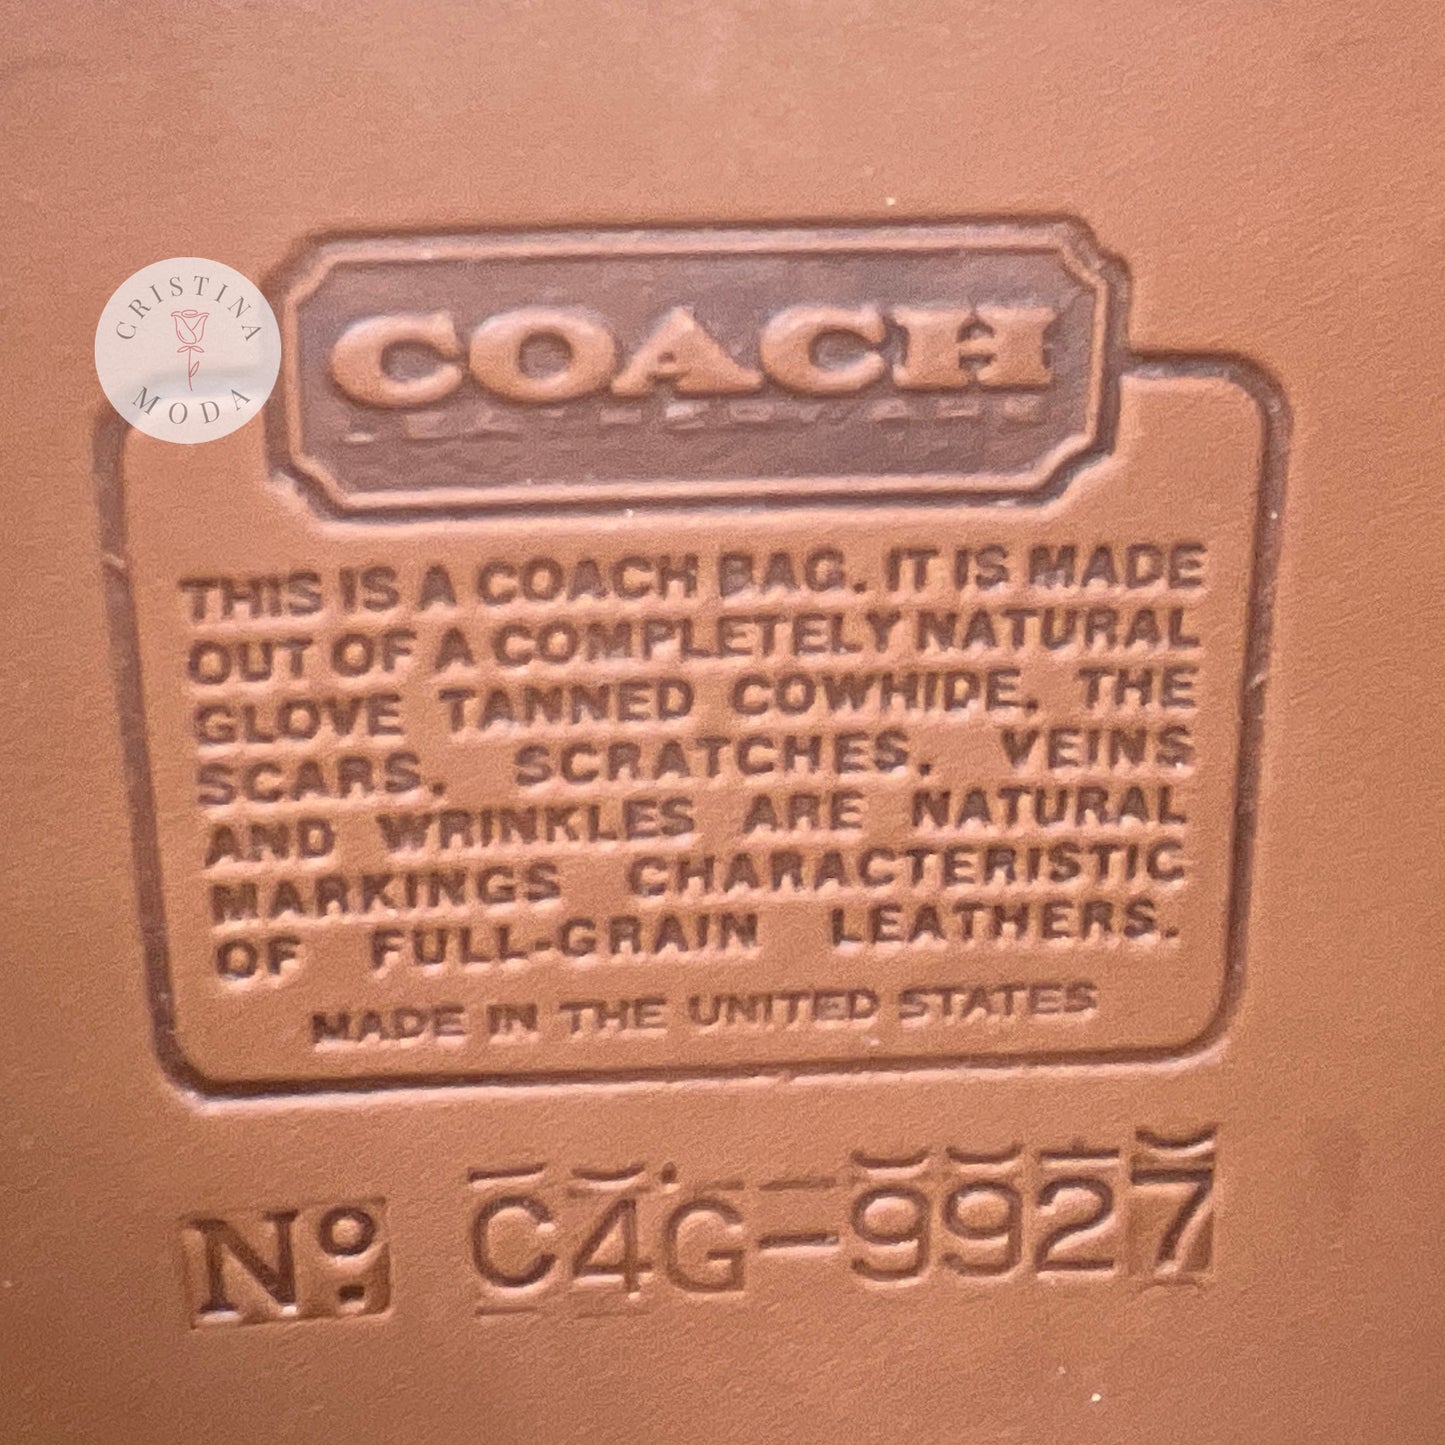 CRISTINA
MODA
COACH
THIS IS A COACH BAG. IT IS MADE
OUT OF A COMPLETELY NATURAL
GLOVE TANNED COWHIDE. THE
SCARS, SCRATCHES, VEINS
AND WRINKLES ARE NATURAL
MARKINGS CHARACTERISTIC
OF FULL-GRAIN LEATHERS.
MADE IN THE UNITED STATES
Nº C4G-9927